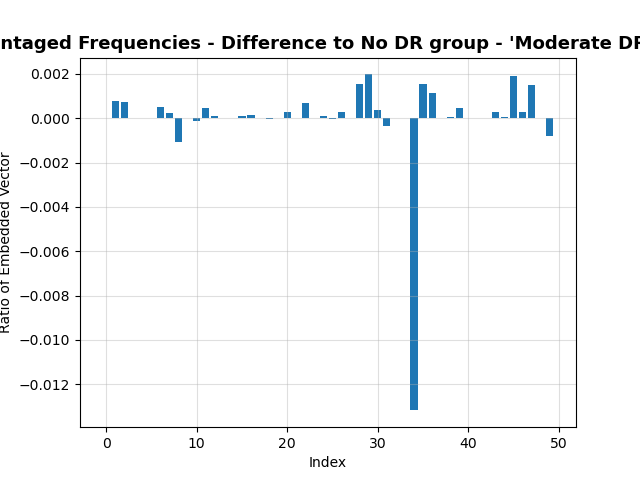 ntaged Frequencies - Difference to No DR group - 'Moderate DR
0.002
0.000
−0.002
−0.004
−0.006
−0.008
−0.010
−0.012
Ratio of Embedded Vector
0 10 20 30 40 50
Index